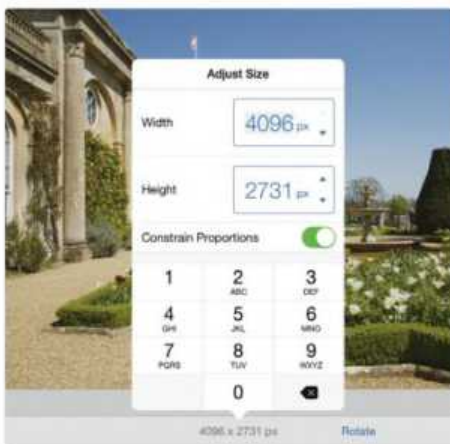 Adjust Size
Width 4096 px
Height 2731 px
Constrain Proportions
1 2 3
ABC DEF
4 5 6
GHI JKL MNO
7 8 9
PQRS TUV WXYZ
0
4096 x 2731 px Rotate